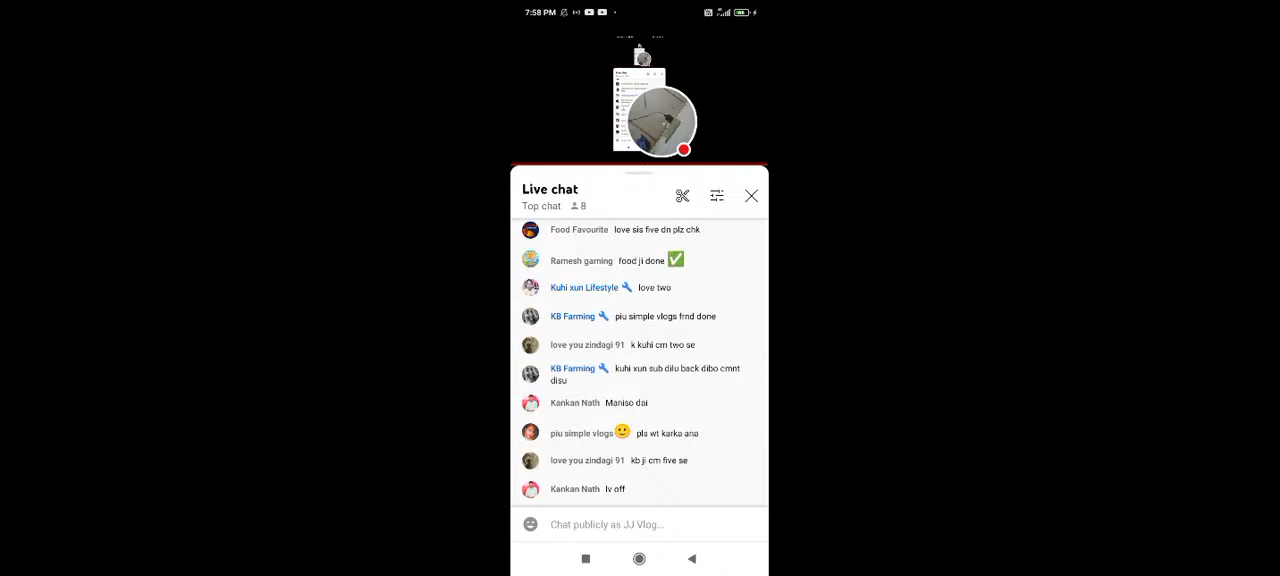 7:58 PM
Live chat
Top chat 8
Food Favourite love sis five dn plz chk
Ramesh gaming food ji done ✅
Kuhi xun Lifestyle love two
KB Farming piu simple vlogs frnd done
love you zindagi 91 k kuhi cm two se
KB Farming kuhi xun sub dilu back dibo cmnt
disu
Kankan Nath Maniso dai
piu simple vlogs🙂 pls wt karka ana
love you zindagi 91 kb ji cm five se
Kankan Nath lv off
Chat publicly as JJ Vlog...